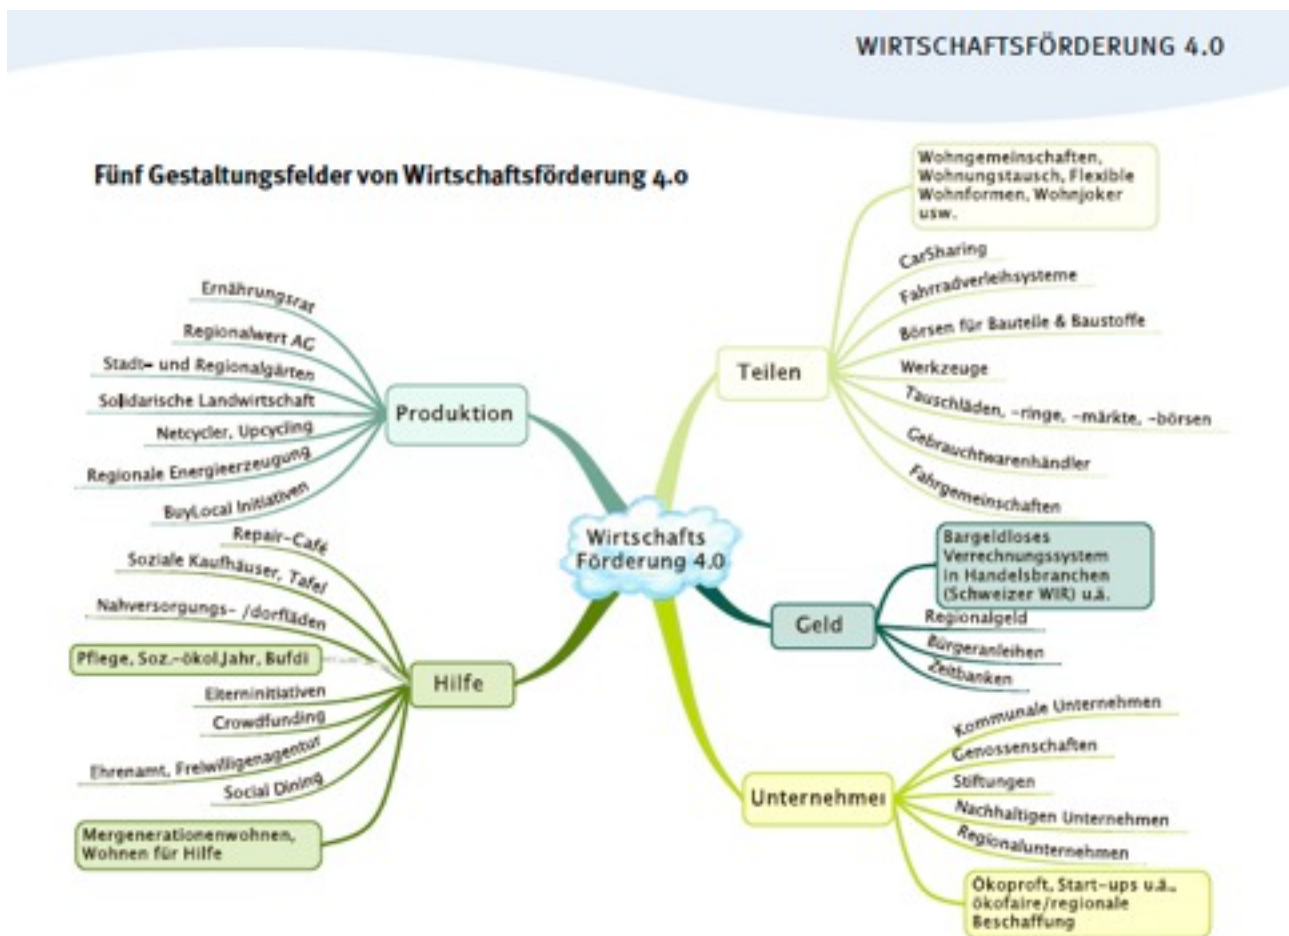 WIRTSCHAFTSFÖRDERUNG 4.0
Fünf Gestaltungsfelder von Wirtschaftsförderung 4.0
Wirtschafts
Förderung 4.0
Produktion
Ernährungsrat
Regionalwert AG
Stadt- und Regionalgärten
Solidarische Landwirtschaft
Netcycler, Upcycling
Regionale Energieerzeugung
BuyLocal Initiativen
Hilfe
Repair-Café
Soziale Kaufhäuser, Tafel
Nahversorgungs- /dorfläden
Pflege, Soz.-ökol.Jahr, Bufdi
Elterninitiativen
Crowdfunding
Ehrenamt, Freiwilligenagentur
Social Dining
Mergenerationenwohnen,
Wohnen für Hilfe
Teilen
Wohngemeinschaften,
Wohnungstausch, Flexible
Wohnformen, Wohnjoker
usw.
CarSharing
Fahrradverleihsysteme
Börsen für Bauteile & Baustoffe
Werkzeuge
Tauschläden, -ringe, -märkte, -börsen
Gebrauchtwarenhändler
Fahrgemeinschaften
Geld
Bargeldloses
Verrechnungssystem
in Handelsbranchen
(Schweizer WIR) u.ä.
Regionalgeld
Bürgeranleihen
Zeitbanken
Unternehmer
Kommunale Unternehmen
Genossenschaften
Stiftungen
Nachhaltigen Unternehmen
Regionalunternehmen
Ökoproft, Start-ups u.ä.,
ökofaire/regionale
Beschaffung